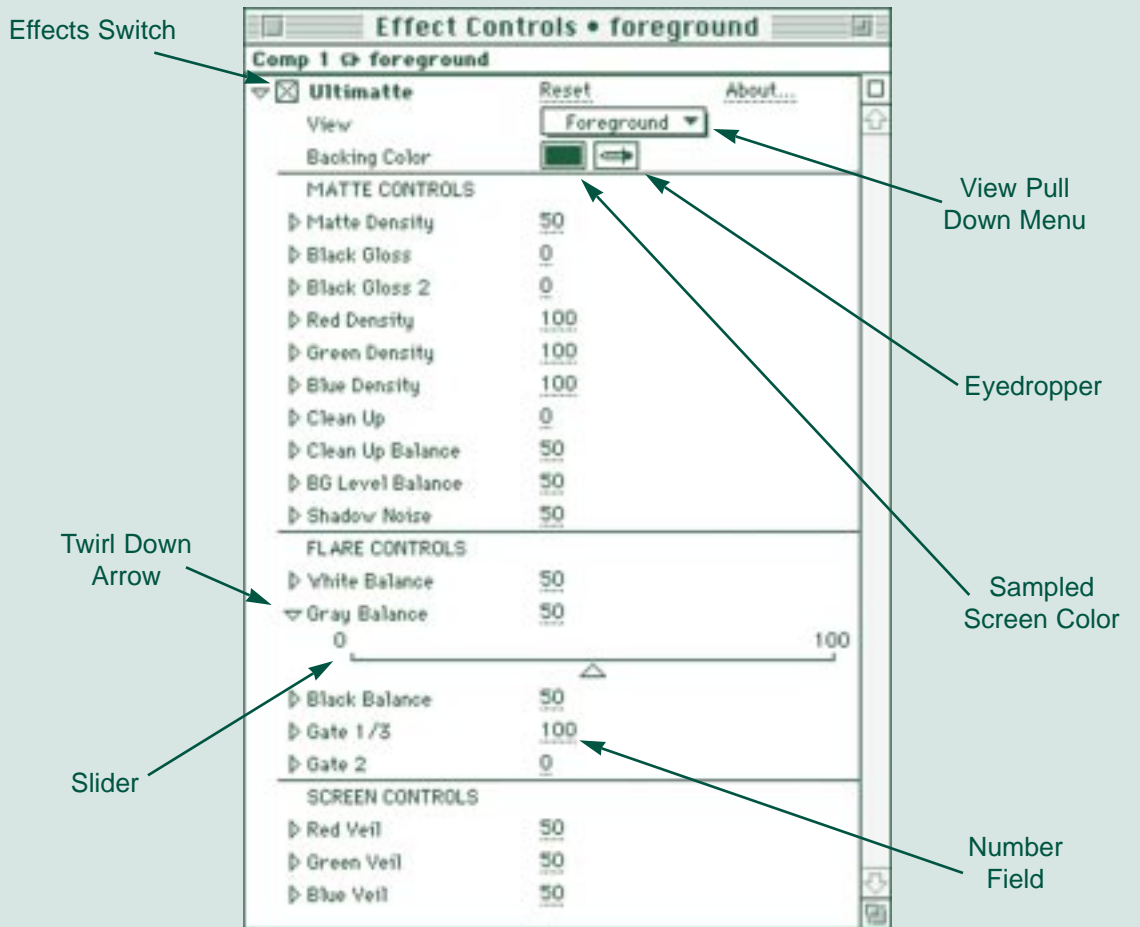 Effects Switch
Effect Controls • foreground
Comp 1 foreground
Ultimatte Reset About...
View Foreground
Backing Color
MATTE CONTROLS
View Pull
Down Menu
Matte Density 50
Black Gloss 0
Black Gloss 2 0
Red Density 100
Green Density 100
Blue Density 100
Eyedropper
Clean Up 0
Clean Up Balance 50
BG Level Balance 50
Shadow Noise 50
Twirl Down
Arrow
FLARE CONTROLS
White Balance 50
Gray Balance 50
Sampled
Screen Color
0 100
Black Balance 50
Gate 1/3 100
Gate 2 0
Slider
SCREEN CONTROLS
Red Veil 50
Green Veil 50
Blue Veil 50
Number
Field